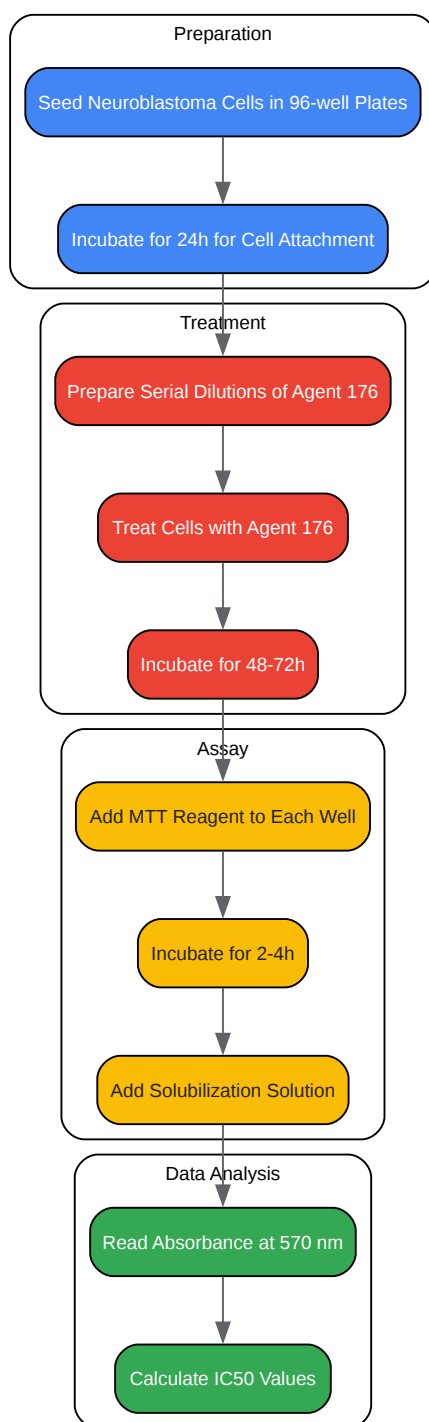 Preparation
Seed Neuroblastoma Cells in 96-well Plates
Incubate for 24h for Cell Attachment
Treatment
Prepare Serial Dilutions of Agent 176
Treat Cells with Agent 176
Incubate for 48-72h
Assay
Add MTT Reagent to Each Well
Incubate for 2-4h
Add Solubilization Solution
Data Analysis
Read Absorbance at 570 nm
Calculate IC50 Values